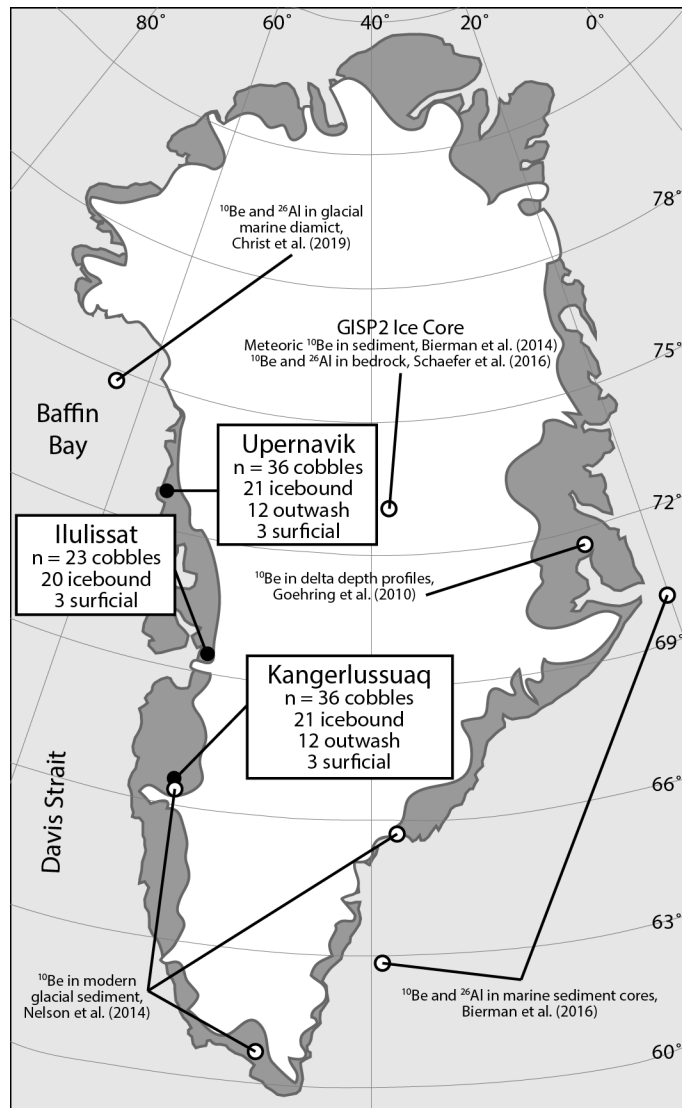 80˚
60˚
40˚
20˚
0˚
78˚
¹⁰Be and ²⁶Al in glacial
marine diamict,
Christ et al. (2019)
GISP2 Ice Core
Meteoric ¹⁰Be in sediment, Bierman et al. (2014)
¹⁰Be and ²⁶Al in bedrock, Schaefer et al. (2016)
75˚
Baffin
Bay
Upernavik
n = 36 cobbles
21 icebound
12 outwash
3 surficial
72˚
Ilulissat
n = 23 cobbles
20 icebound
3 surficial
¹⁰Be in delta depth profiles,
Goehring et al. (2010)
69˚
Kangerlussuaq
n = 36 cobbles
21 icebound
12 outwash
3 surficial
66˚
Davis Strait
63˚
¹⁰Be in modern
glacial sediment,
Nelson et al. (2014)
¹⁰Be and ²⁶Al in marine sediment cores,
Bierman et al. (2016)
60˚